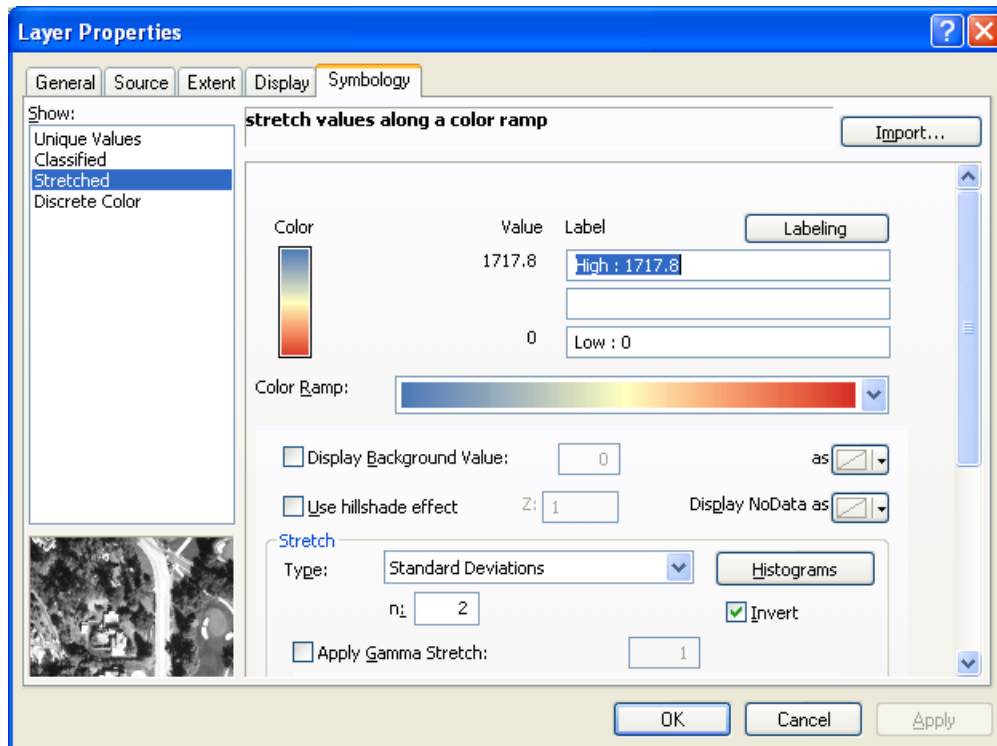 Layer Properties
General Source Extent Display Symbology
Show:
Unique Values
Classified
Stretched
Discrete Color
stretch values along a color ramp
Import...
Color Value Label Labeling
1717.8 High : 1717.8
0 Low : 0
Color Ramp:
Display Background Value: 0 as
Use hillshade effect Z: 1 Display NoData as
Stretch
Type: Standard Deviations Histograms
n: 2 Invert
Apply Gamma Stretch: 1
OK Cancel Apply